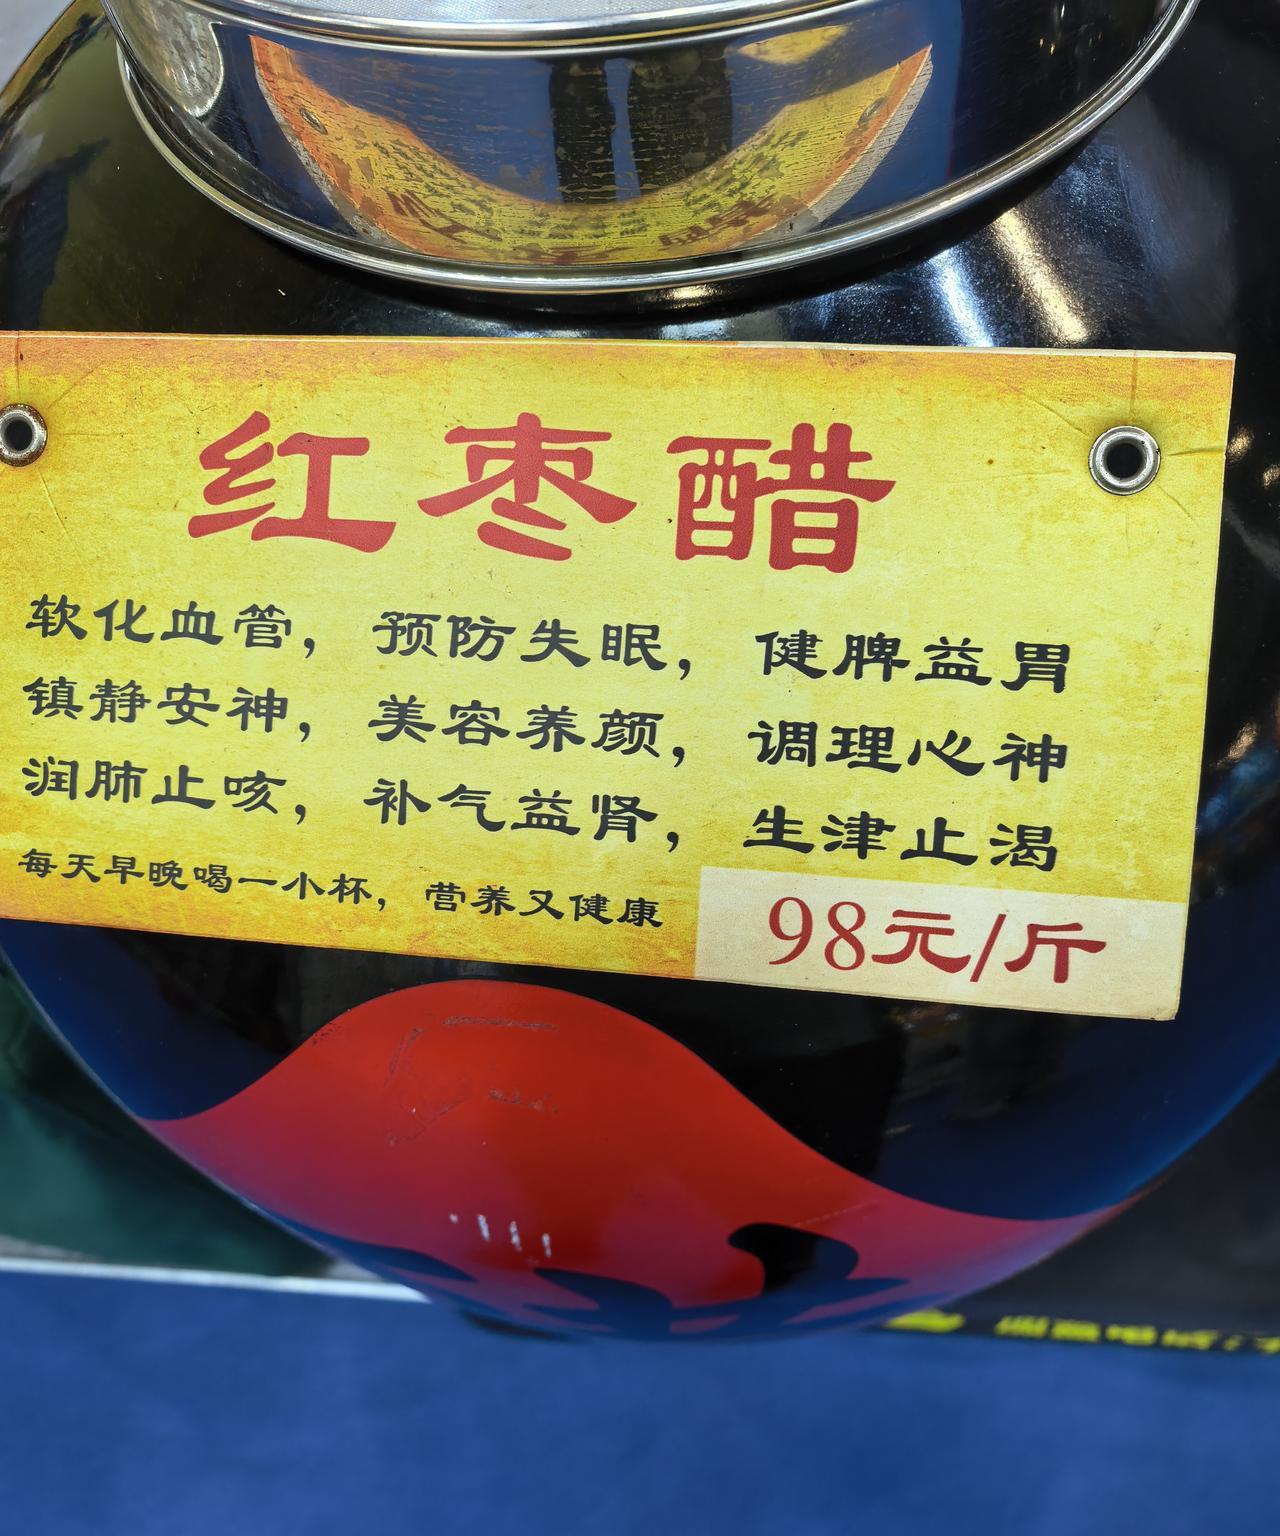 红枣醋
软化血管，预防失眠，健脾益胃
镇静安神，美容养颜，调理心神
润肺止咳，补气益肾，生津止渴
每天早晚喝一小杯，营养又健康
98元/斤